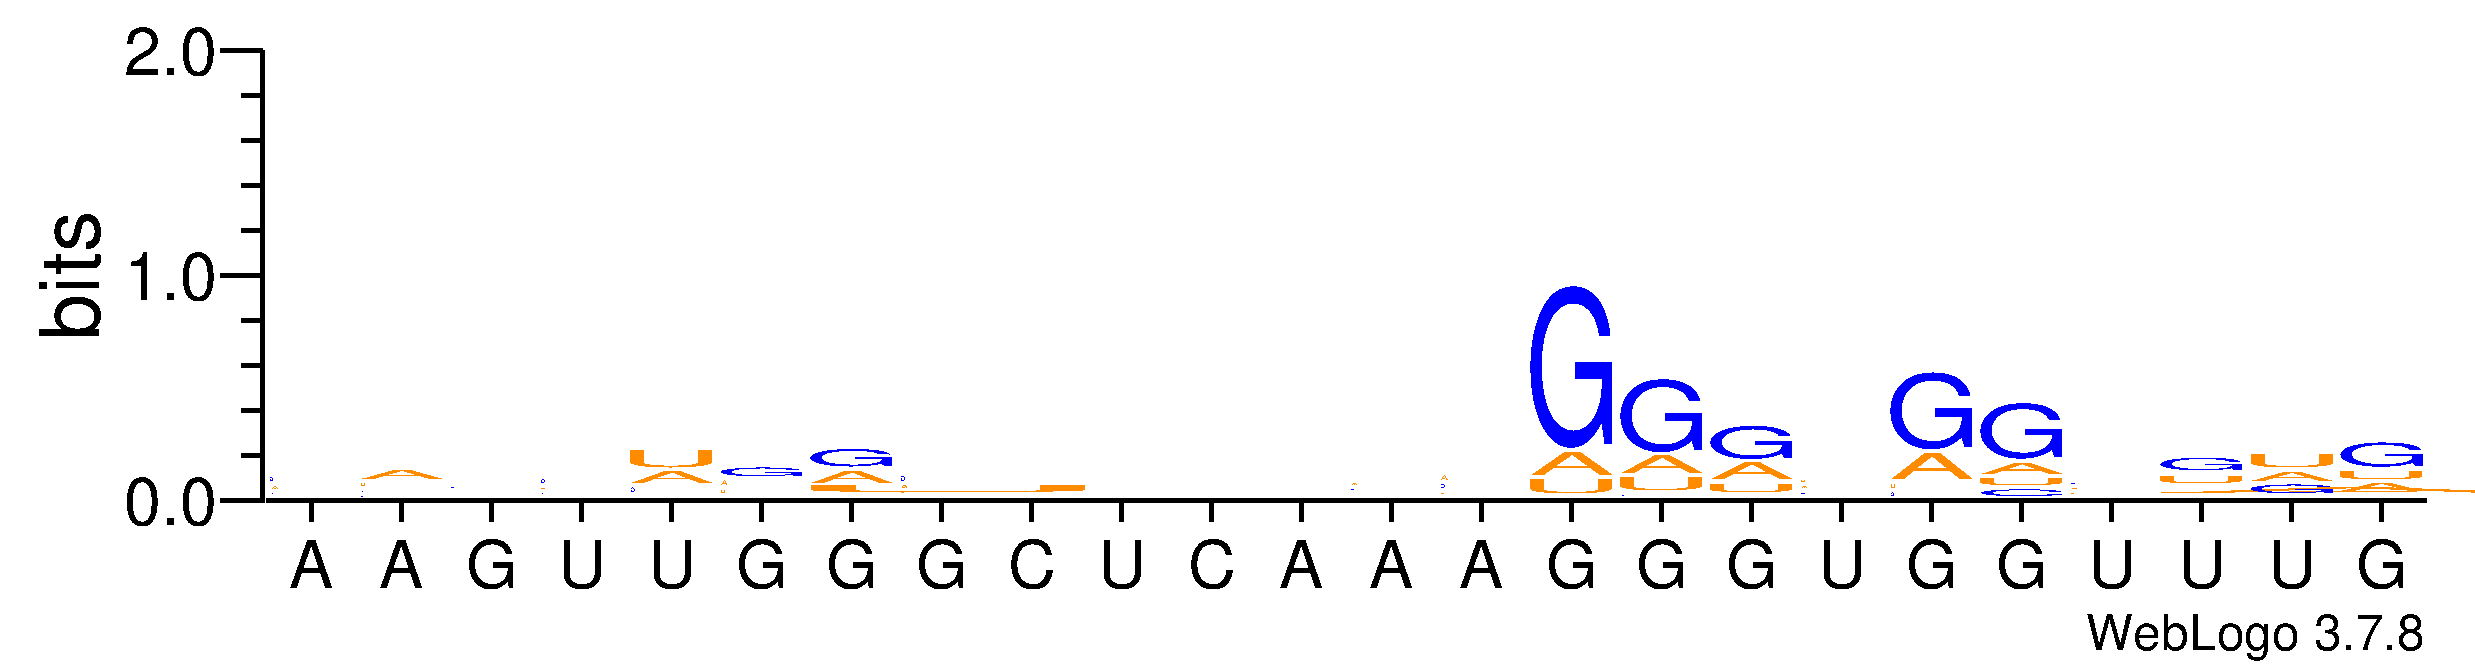 bits
2.0
1.0
0.0
U G G G G G G G G U G
A A A A A A A A U A U
U U U G G A
A A G U U G G G C U C A A A G G G U G G U U U G
WebLogo 3.7.8